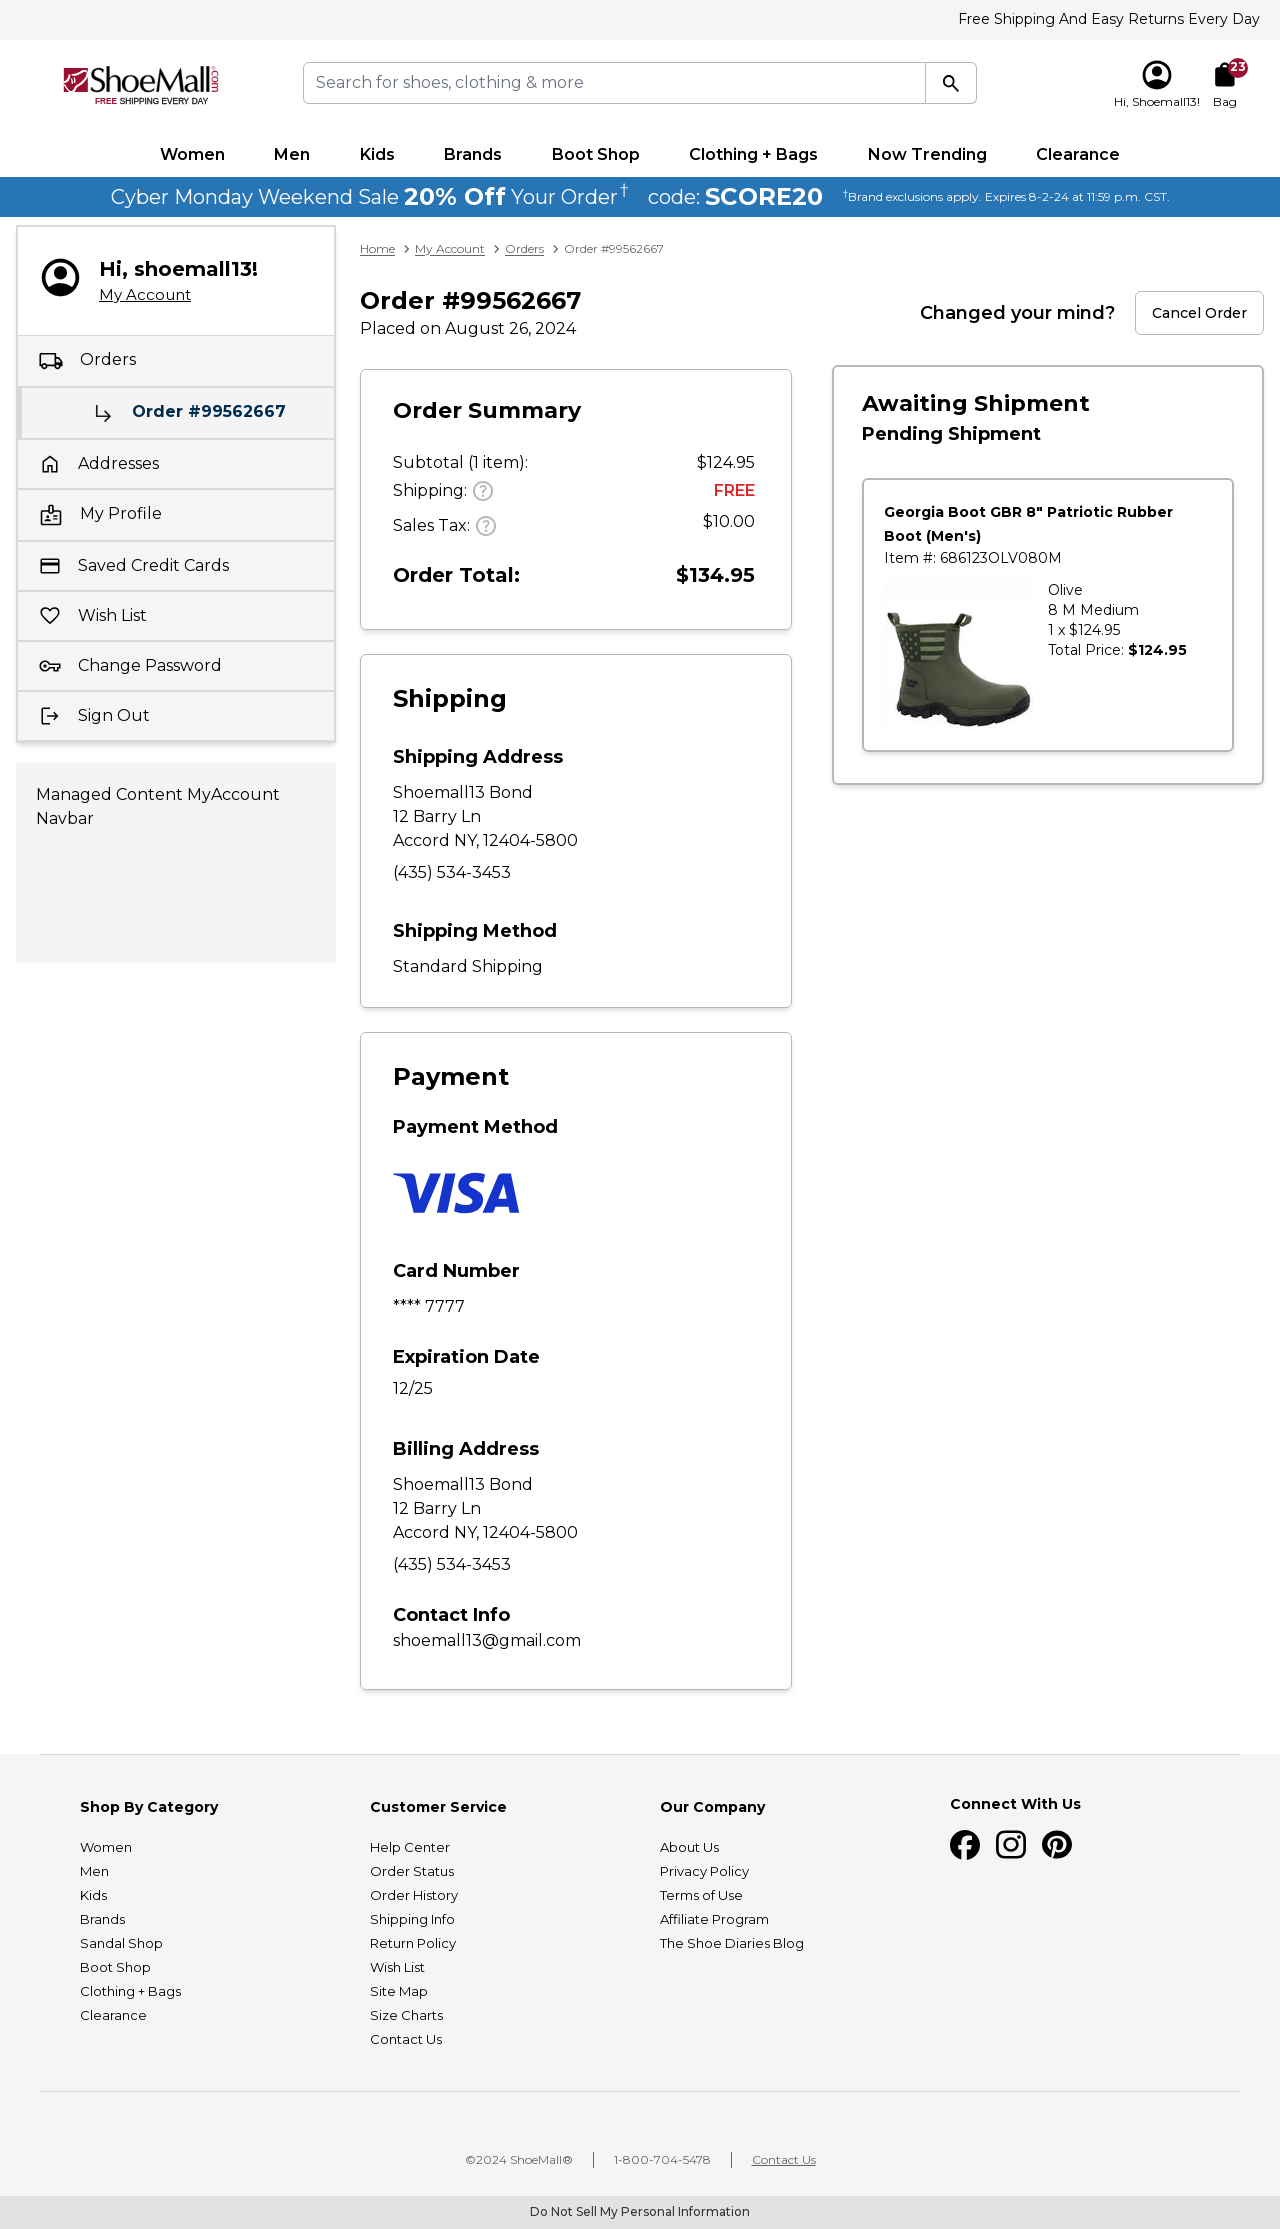 Free Shipping And Easy Returns Every Day
ShoeMall.com®
FREE SHIPPING EVERY DAY
Search for shoes, clothing & more
Hi, Shoemall13!
23
Bag
Women Men Kids Brands Boot Shop Clothing + Bags Now Trending Clearance
Cyber Monday Weekend Sale 20% Off Your Order† code: SCORE20 †Brand exclusions apply. Expires 8-2-24 at 11:59 p.m. CST.
Hi, shoemall13!
My Account
Orders
Order #99562667
Addresses
My Profile
Saved Credit Cards
Wish List
Change Password
Sign Out
Managed Content MyAccount
Navbar
Home > My Account > Orders > Order #99562667
Order #99562667
Placed on August 26, 2024
Changed your mind?
Cancel Order
Order Summary
Subtotal (1 item): $124.95
Shipping: ? FREE
Sales Tax: ? $10.00
Order Total: $134.95
Shipping
Shipping Address
Shoemall13 Bond
12 Barry Ln
Accord NY, 12404-5800
(435) 534-3453
Shipping Method
Standard Shipping
Payment
Payment Method
VISA
Card Number
**** 7777
Expiration Date
12/25
Billing Address
Shoemall13 Bond
12 Barry Ln
Accord NY, 12404-5800
(435) 534-3453
Contact Info
shoemall13@gmail.com
Awaiting Shipment
Pending Shipment
Georgia Boot GBR 8" Patriotic Rubber
Boot (Men's)
Item #: 686123OLV080M
Olive
8 M Medium
1 x $124.95
Total Price: $124.95
Shop By Category
Women
Men
Kids
Brands
Sandal Shop
Boot Shop
Clothing + Bags
Clearance
Customer Service
Help Center
Order Status
Order History
Shipping Info
Return Policy
Wish List
Site Map
Size Charts
Contact Us
Our Company
About Us
Privacy Policy
Terms of Use
Affiliate Program
The Shoe Diaries Blog
Connect With Us
©2024 ShoeMall® | 1-800-704-5478 | Contact Us
Do Not Sell My Personal Information